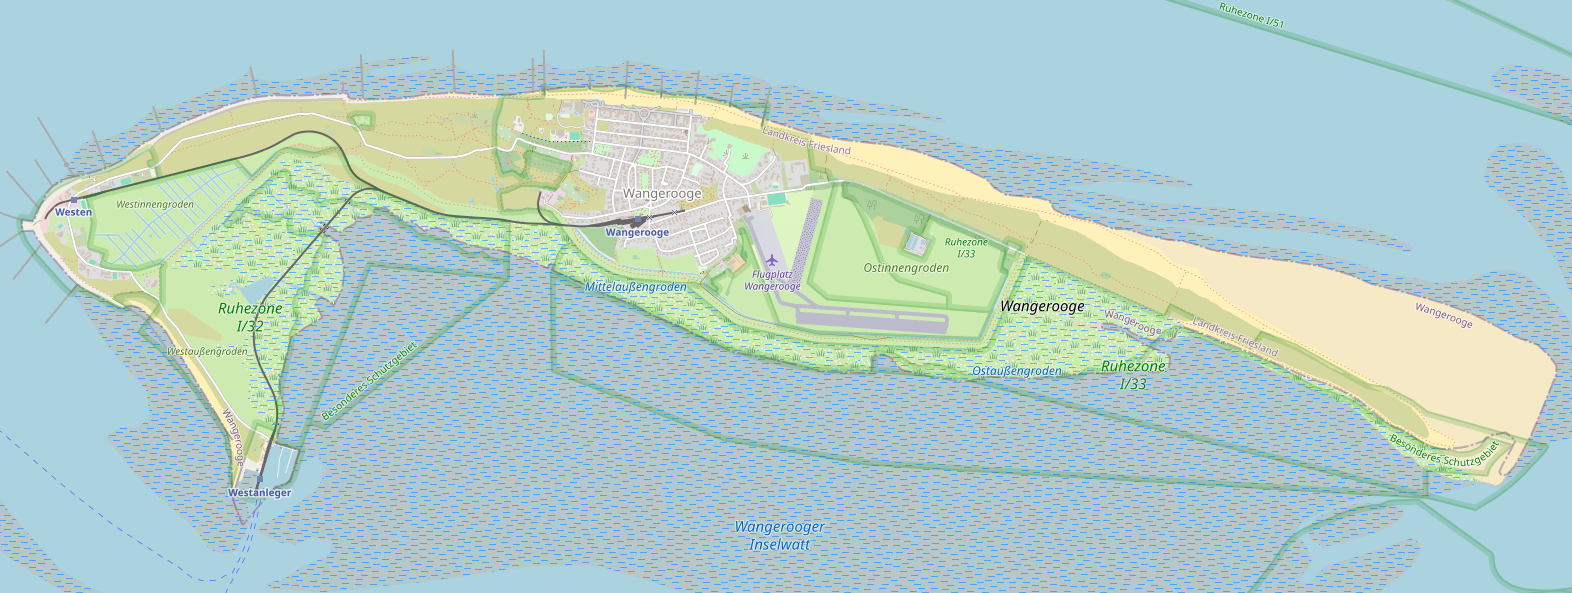 Ruhezone I/51
Landkreis Friesland
Wangerooge
Westinnengroden
Westen
Wangerooge
Ruhezone
I/33
Ostinnengroden
Flugplatz
Wangerooge
Mittelaußengroden
Ruhezone
I/32
Wangerooge
Wangerooge
Wangerooge
Landkreis Friesland
Westaußengroden
Besonderes Schutzgebiet
Ostaußengroden
Ruhezone
I/33
Wangerooge
Besonderes Schutzgebiet
Westanleger
Wangerooger
Inselwatt